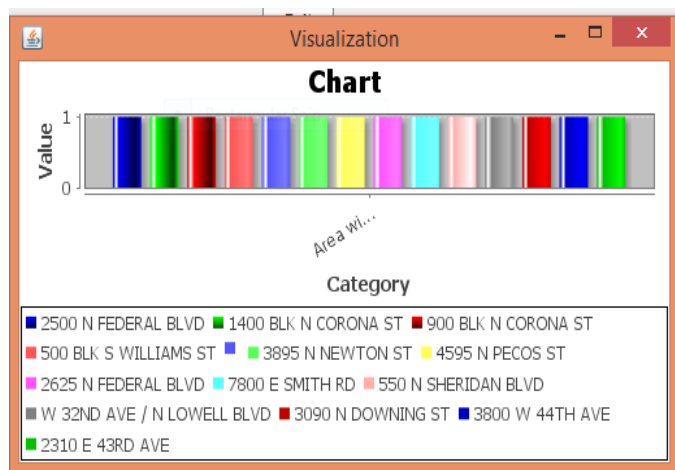 Visualization
Chart
Value
1
0
Area wi...
Category
2500 N FEDERAL BLVD 1400 BLK N CORONA ST 900 BLK N CORONA ST
500 BLK S WILLIAMS ST 3895 N NEWTON ST 4595 N PECOS ST
2625 N FEDERAL BLVD 7800 E SMITH RD 550 N SHERIDAN BLVD
W 32ND AVE / N LOWELL BLVD 3090 N DOWNING ST 3800 W 44TH AVE
2310 E 43RD AVE